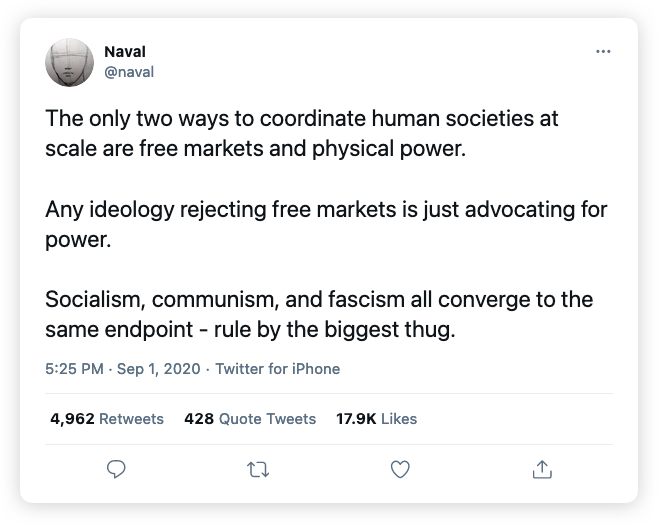 Naval
@naval
The only two ways to coordinate human societies at
scale are free markets and physical power.
Any ideology rejecting free markets is just advocating for
power.
Socialism, communism, and fascism all converge to the
same endpoint - rule by the biggest thug.
5:25 PM · Sep 1, 2020 · Twitter for iPhone
4,962 Retweets 428 Quote Tweets 17.9K Likes